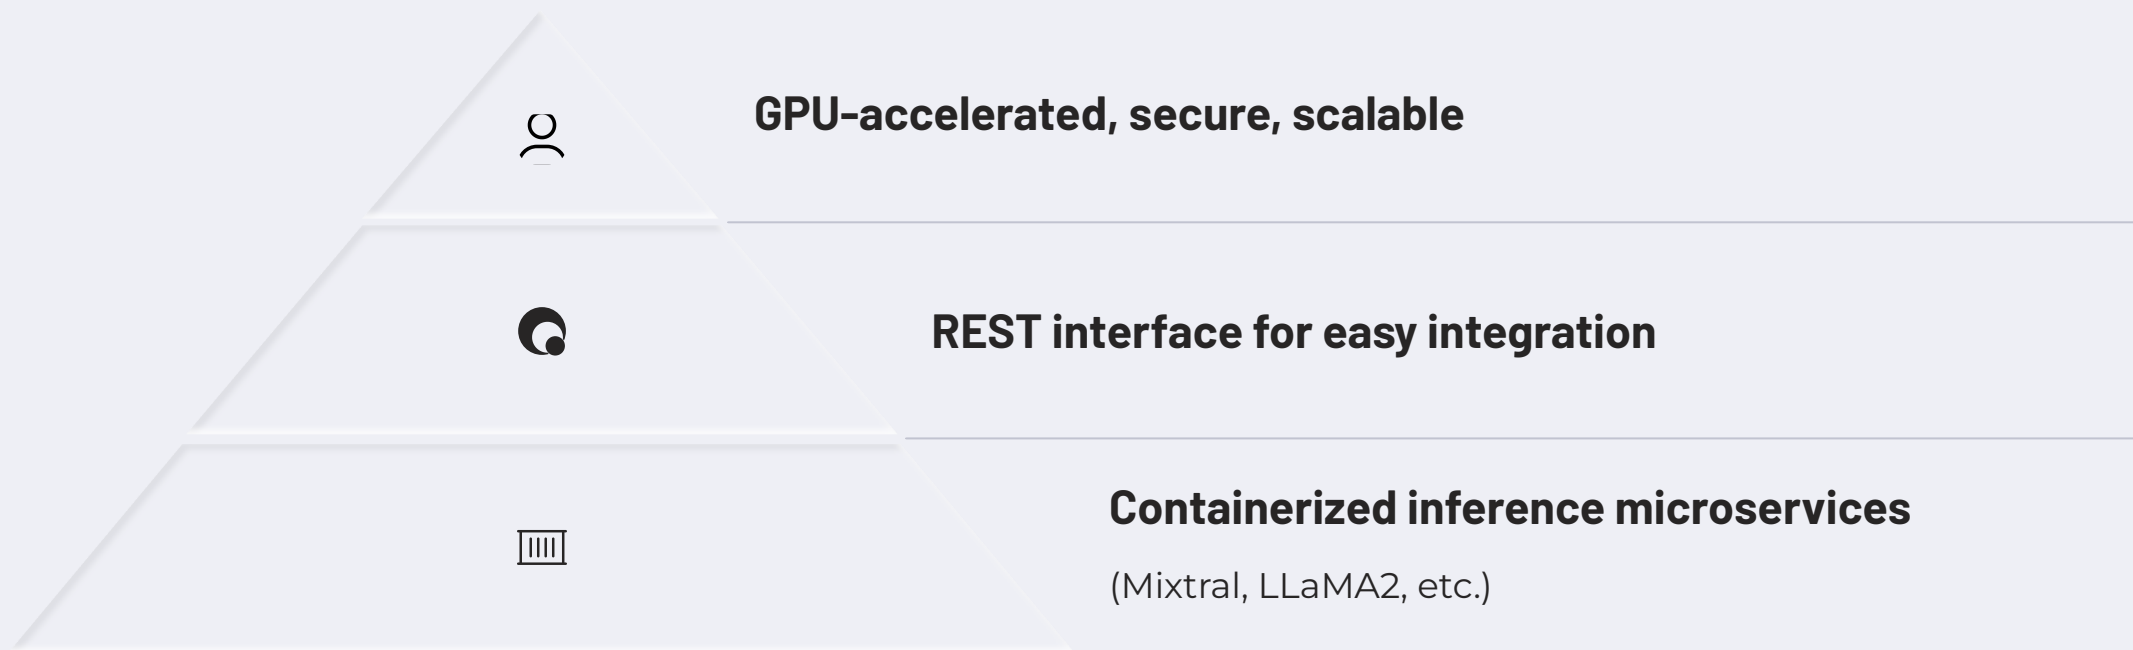 GPU-accelerated, secure, scalable
REST interface for easy integration
Containerized inference microservices
(Mixtral, LLaMA2, etc.)